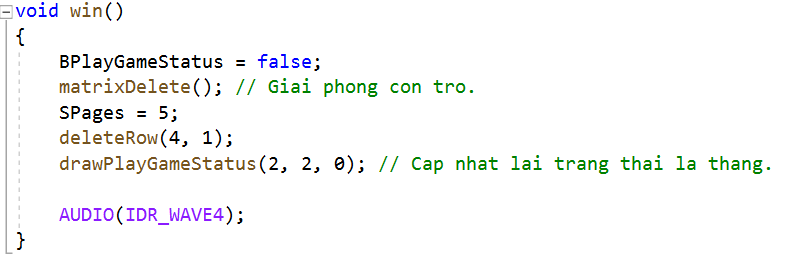 void win()
{
BPlayGameStatus = false;
matrixDelete(); // Giai phong con tro.
SPages = 5;
deleteRow(4, 1);
drawPlayGameStatus(2, 2, 0); // Cap nhat lai trang thai la thang.
AUDIO(IDR_WAVE4);
}